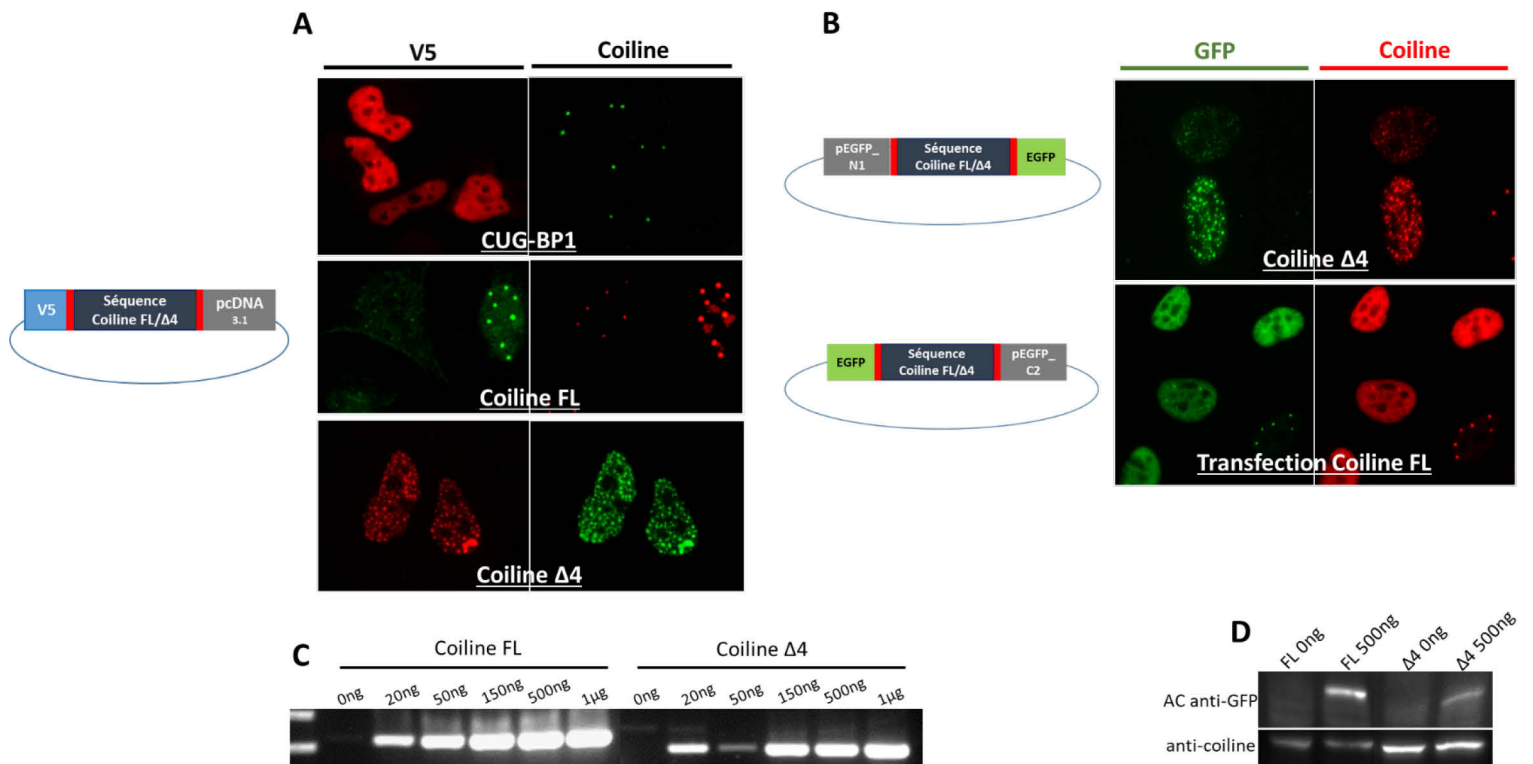 A
V5
Coiline
CUG-BP1
V5
Séquence
Coiline FL/Δ4
pcDNA
3.1
Coiline FL
Coiline Δ4
B
GFP
Coiline
pEGFP_
N1
Séquence
Coiline FL/Δ4
EGFP
Coiline Δ4
EGFP
Séquence
Coiline FL/Δ4
pEGFP_
C2
Transfection Coiline FL
C
Coiline FL
Coiline Δ4
0ng 20ng 50ng 150ng 500ng 1µg 0ng 20ng 50ng 150ng 500ng 1µg
D
FL 0ng FL 500ng Δ4 0ng Δ4 500ng
AC anti-GFP
anti-coiline